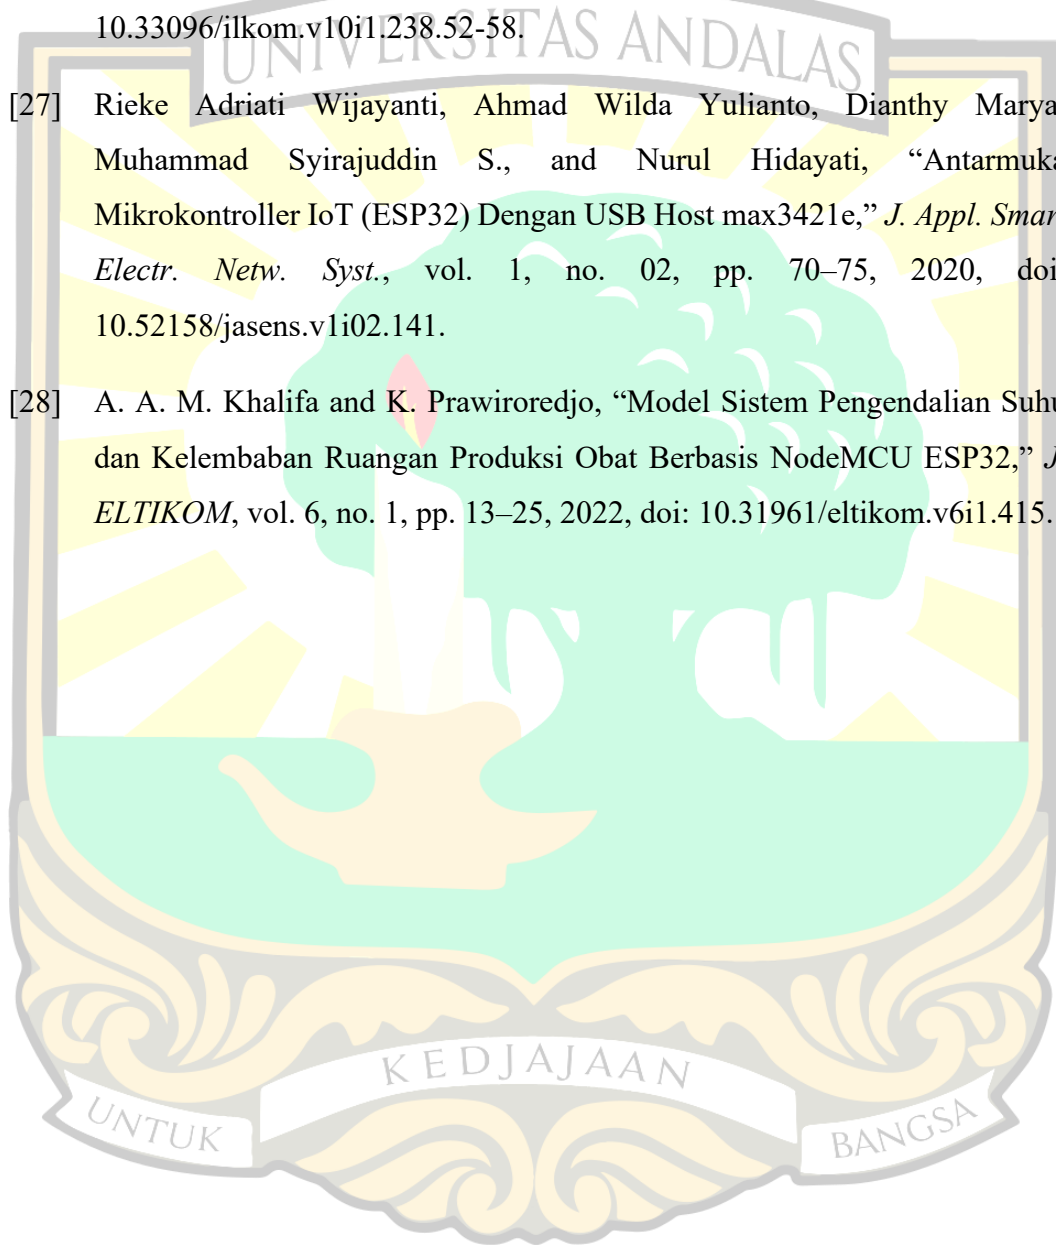 10.33096/ilkom.v10i1.238.52-58.
UNIVERSITAS ANDALAS
[27] Rieke Adriati Wijayanti, Ahmad Wilda Yulianto, Dianthy Marya,
Muhammad Syirajuddin S., and Nurul Hidayati, “Antarmuka
Mikrokontroller IoT (ESP32) Dengan USB Host max3421e,” J. Appl. Smar
Electr. Netw. Syst., vol. 1, no. 02, pp. 70–75, 2020, doi
10.52158/jasens.v1i02.141.
[28] A. A. M. Khalifa and K. Prawiroredjo, “Model Sistem Pengendalian Suhu
dan Kelembaban Ruangan Produksi Obat Berbasis NodeMCU ESP32,” J
ELTIKOM, vol. 6, no. 1, pp. 13–25, 2022, doi: 10.31961/eltikom.v6i1.415.
KEDJAJAAN
UNTUK
BANGSA